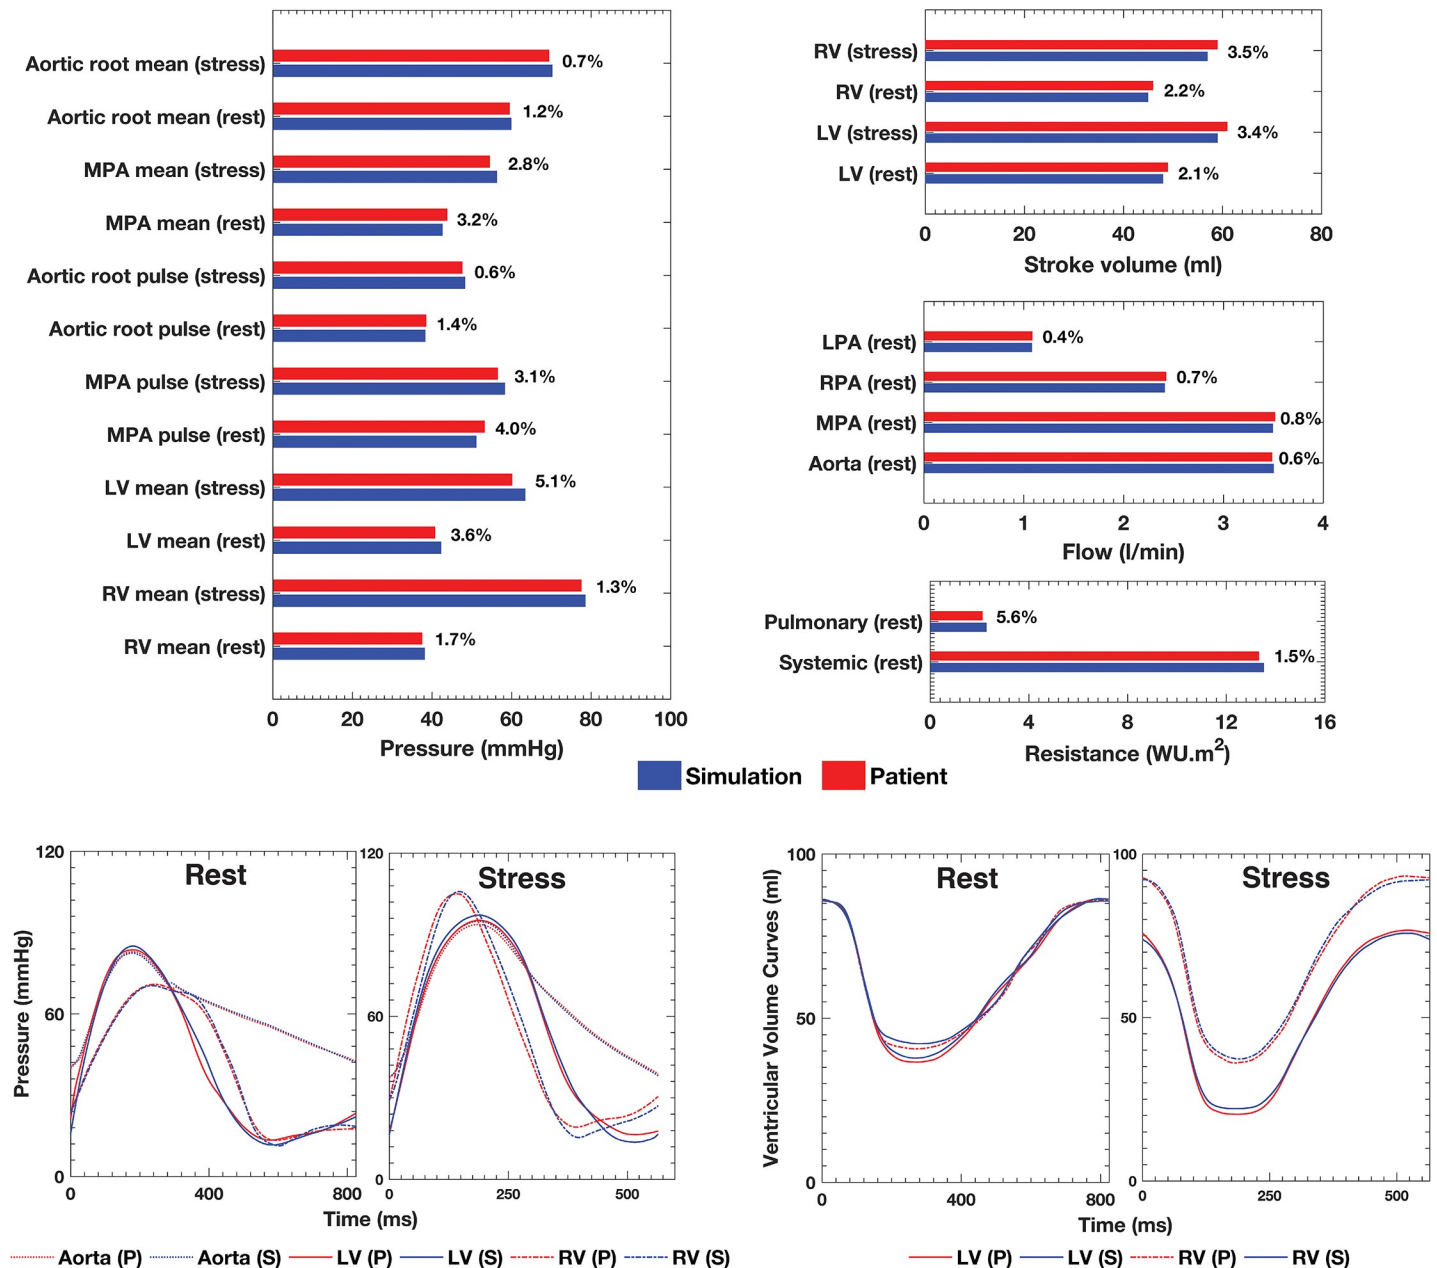 Aortic root mean (stress) 0.7%
Aortic root mean (rest) 1.2%
MPA mean (stress) 2.8%
MPA mean (rest) 3.2%
Aortic root pulse (stress) 0.6%
Aortic root pulse (rest) 1.4%
MPA pulse (stress) 3.1%
MPA pulse (rest) 4.0%
LV mean (stress) 5.1%
LV mean (rest) 3.6%
RV mean (stress) 1.3%
RV mean (rest) 1.7%
0 20 40 60 80 100
Pressure (mmHg)
RV (stress) 3.5%
RV (rest) 2.2%
LV (stress) 3.4%
LV (rest) 2.1%
0 20 40 60 80
Stroke volume (ml)
LPA (rest) 0.4%
RPA (rest) 0.7%
MPA (rest) 0.8%
Aorta (rest) 0.6%
0 1 2 3 4
Flow (l/min)
Pulmonary (rest) 5.6%
Systemic (rest) 1.5%
0 4 8 12 16
Resistance (WU.m²)
Simulation Patient
Pressure (mmHg)
120
60
0
Rest
0 400 800
120
60
0
Stress
0 250 500
Time (ms)
Aorta (P) Aorta (S) LV (P) LV (S) RV (P) RV (S)
Ventricular Volume Curves (ml)
100
50
0
Rest
0 400 800
100
50
0
Stress
0 250 500
Time (ms)
LV (P) LV (S) RV (P) RV (S)